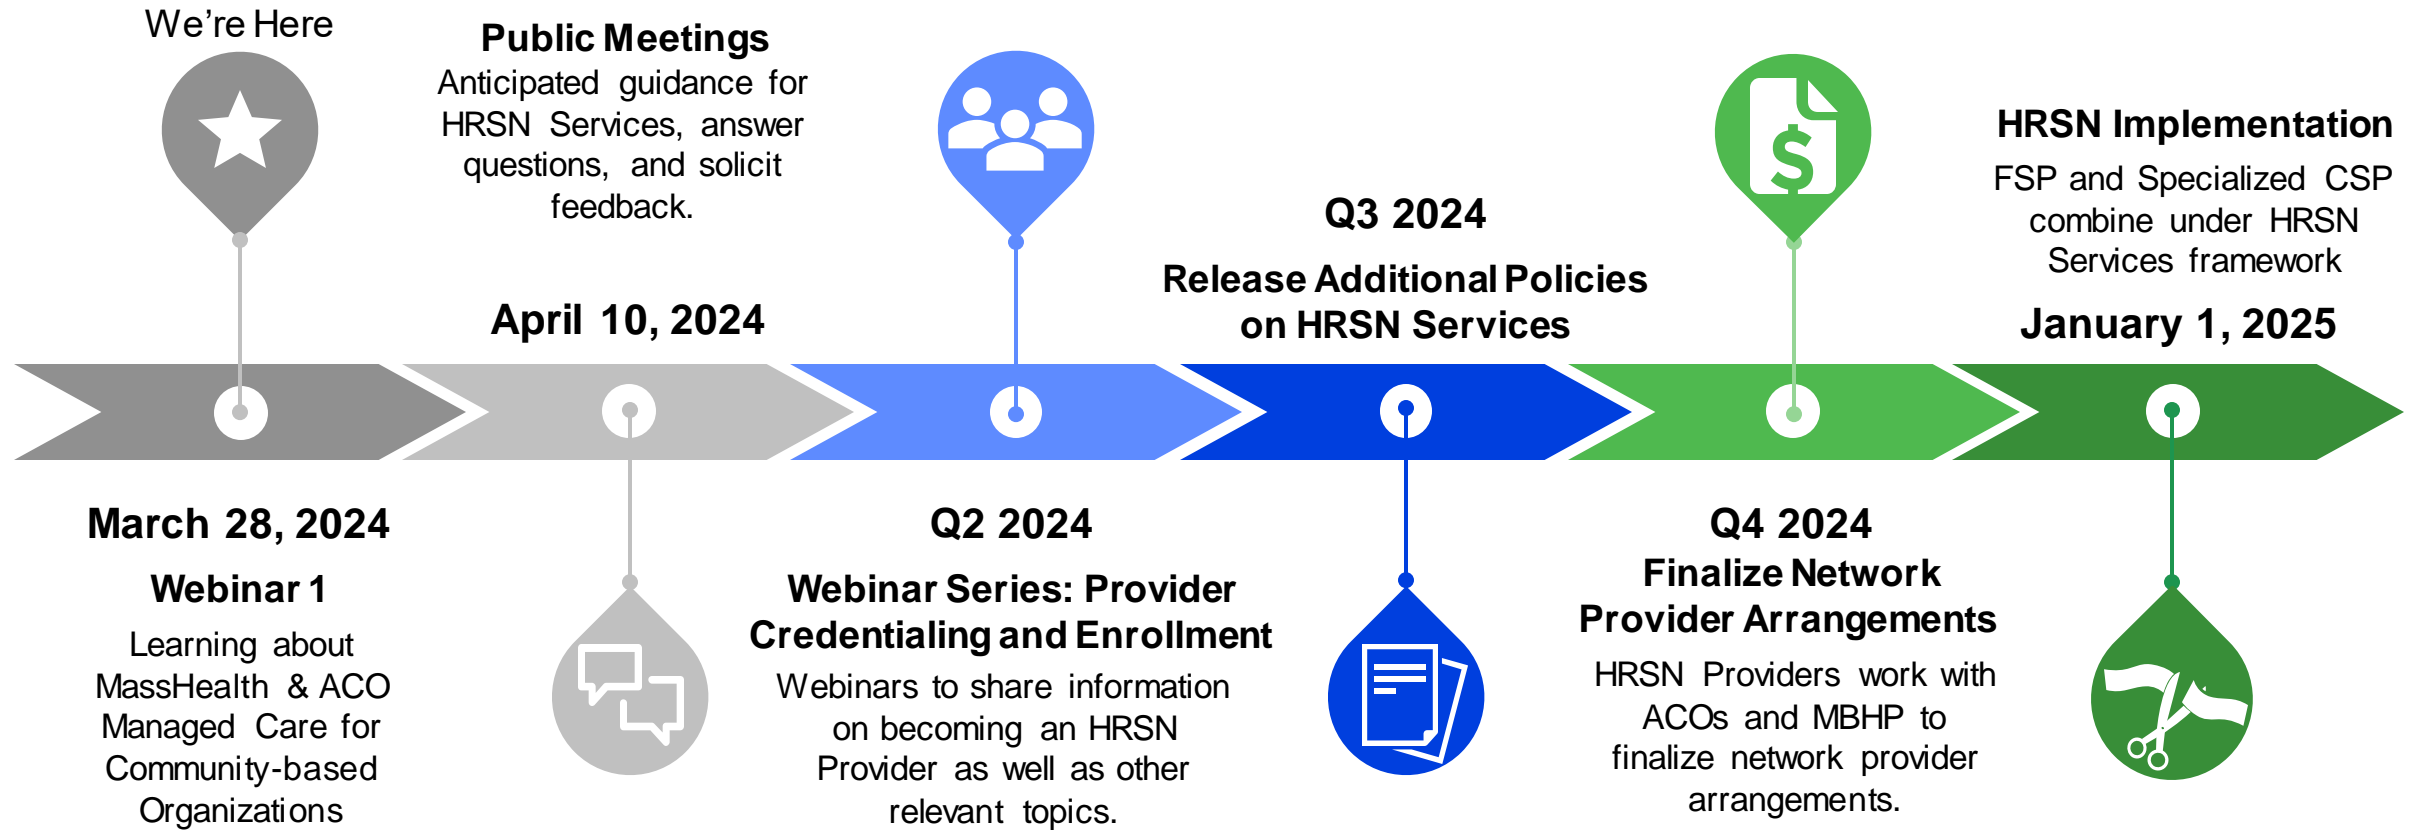 We're Here
March 28, 2024
Webinar 1
Learning about
MassHealth & ACO
Managed Care for
Community-based
Organizations
Public Meetings
Anticipated guidance for
HRSN Services, answer
questions, and solicit
feedback.
April 10, 2024
Q2 2024
Webinar Series: Provider
Credentialing and Enrollment
Webinars to share information
on becoming an HRSN
Provider as well as other
relevant topics.
Q3 2024
Release Additional Policies
on HRSN Services
Q4 2024
Finalize Network
Provider Arrangements
HRSN Providers work with
ACOs and MBHP to
finalize network provider
arrangements.
HRSN Implementation
FSP and Specialized CSP
combine under HRSN
Services framework
January 1, 2025